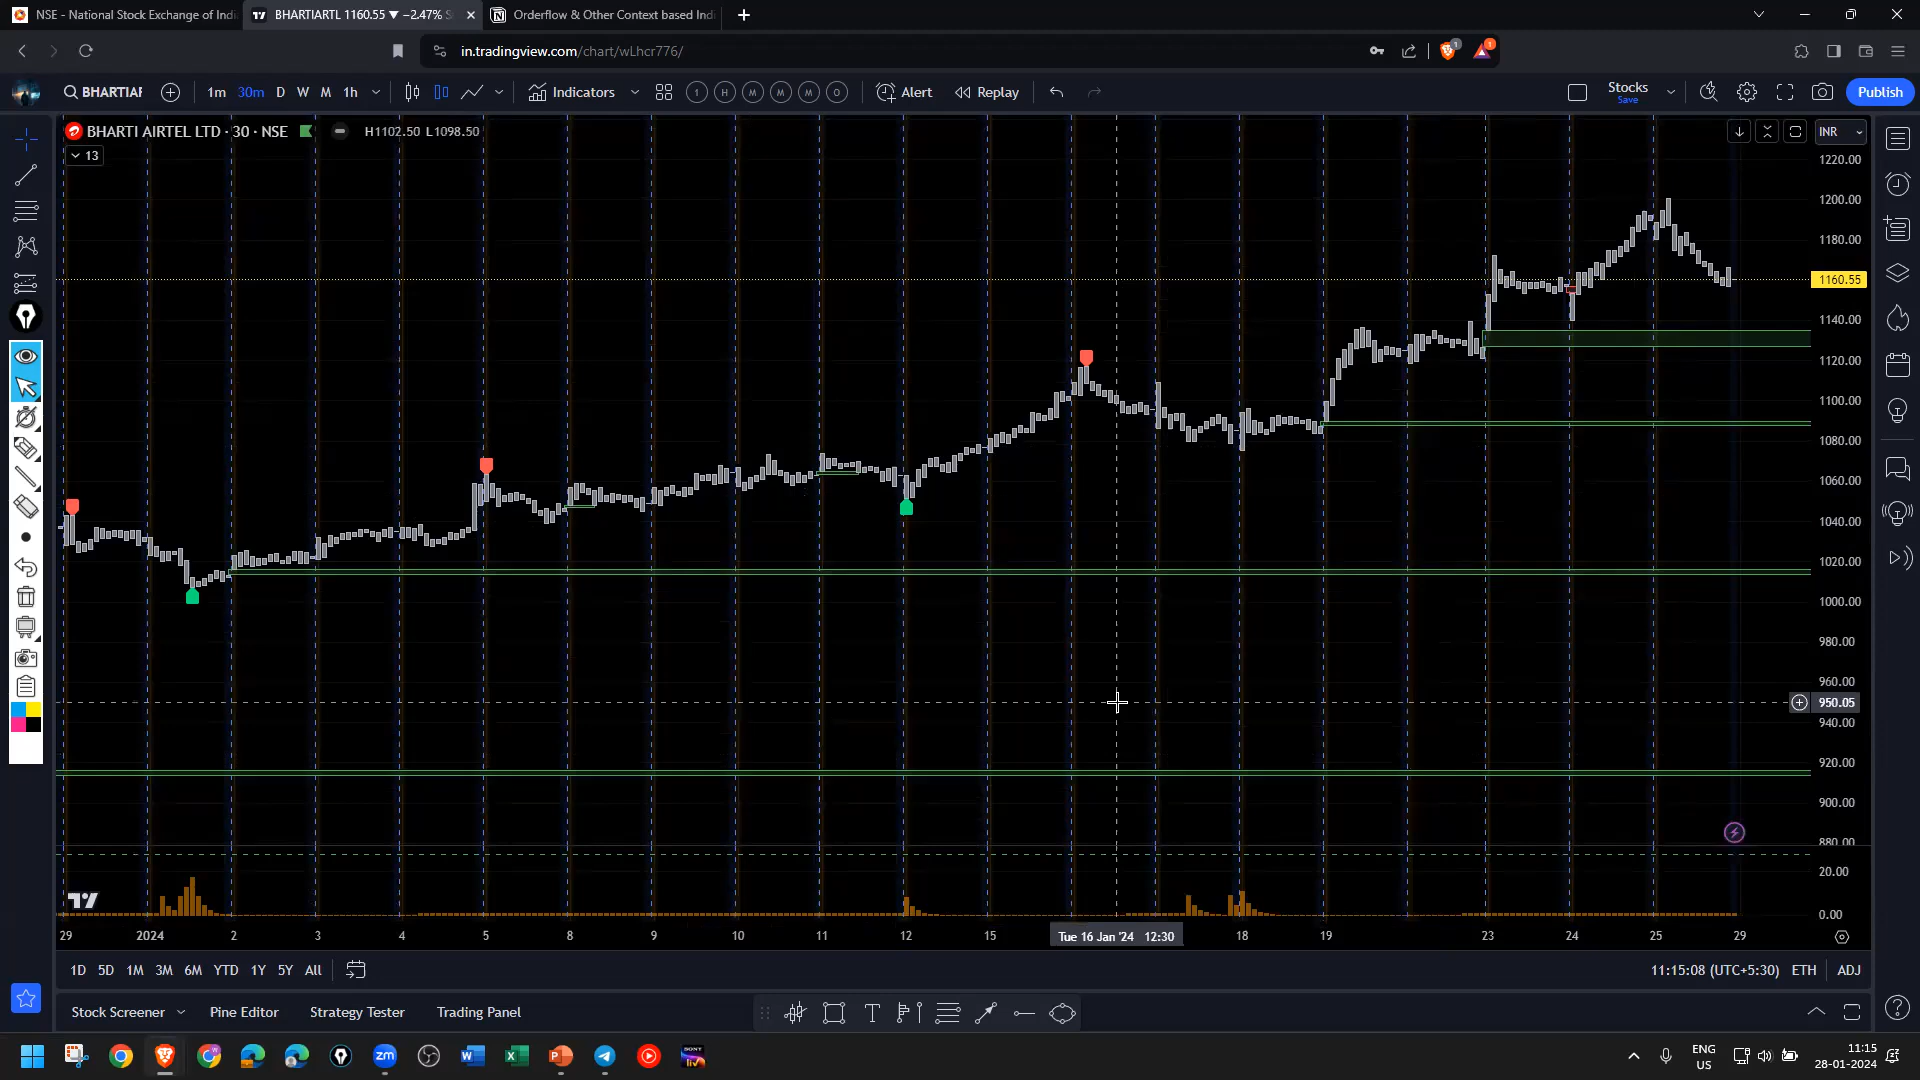 NSE - National Stock Exchange of Indi
BHARTIARTL 1160.55 ▼ −2.47% S
Orderflow & Other Context based Indi
in.tradingview.com/chart/wLhcr776/
BHARTIAR
1m 30m D W M 1h
Indicators
1 H M M M O
Alert
Replay
Stocks
Save
Publish
BHARTI AIRTEL LTD · 30 · NSE
H1102.50 L1098.50
INR
13
1220.00
1200.00
1180.00
1160.55
1140.00
1120.00
1100.00
1080.00
1060.00
1040.00
1020.00
1000.00
980.00
960.00
950.05
940.00
920.00
900.00
880.00
20.00
0.00
29 2024 2 3 4 5 8 9 10 11 12 15 Tue 16 Jan '24 12:30 18 19 23 24 25 29
1D 5D 1M 3M 6M YTD 1Y 5Y All
11:15:08 (UTC+5:30) ETH ADJ
Stock Screener Pine Editor Strategy Tester Trading Panel
ENG
US
11:15
28-01-2024